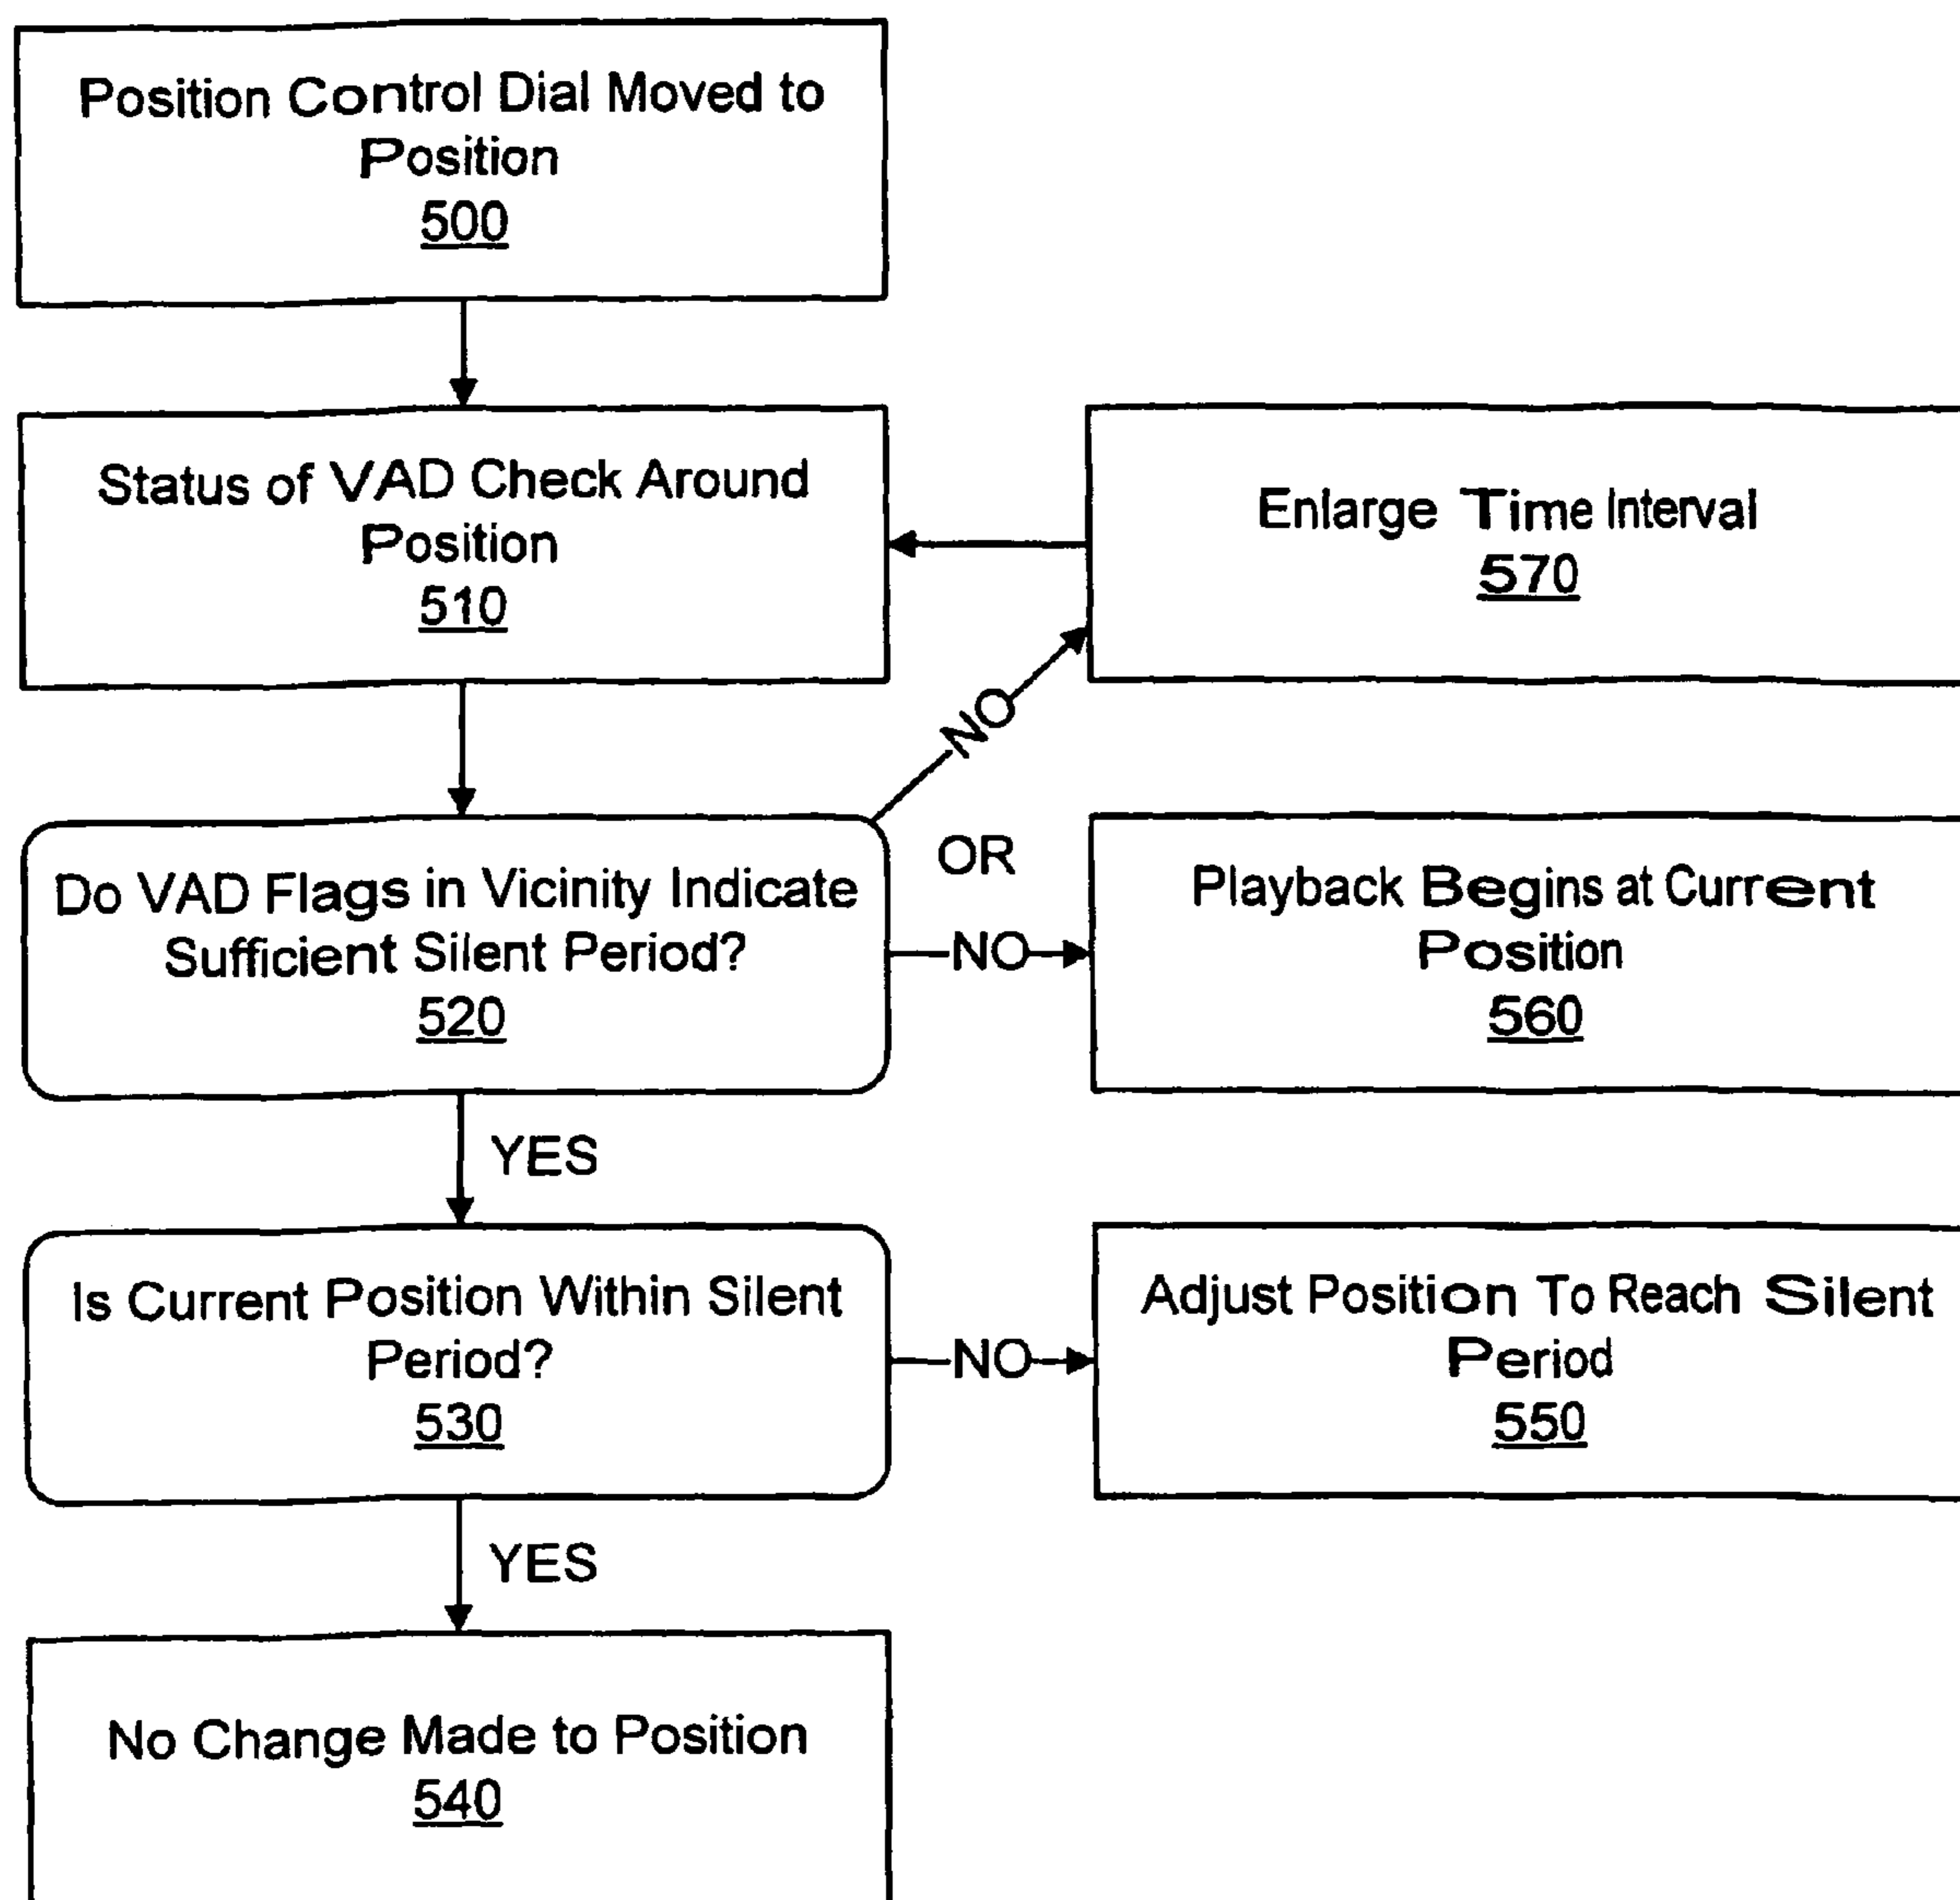 Position Control Dial Moved to
Position
500
Status of VAD Check Around
Position
510
Enlarge Time Interval
570
NO
OR
Do VAD Flags in Vicinity Indicate
Sufficient Silent Period?
520
NO
Playback Begins at Current
Position
560
YES
Is Current Position Within Silent
Period?
530
NO
Adjust Position To Reach Silent
Period
550
YES
No Change Made to Position
540